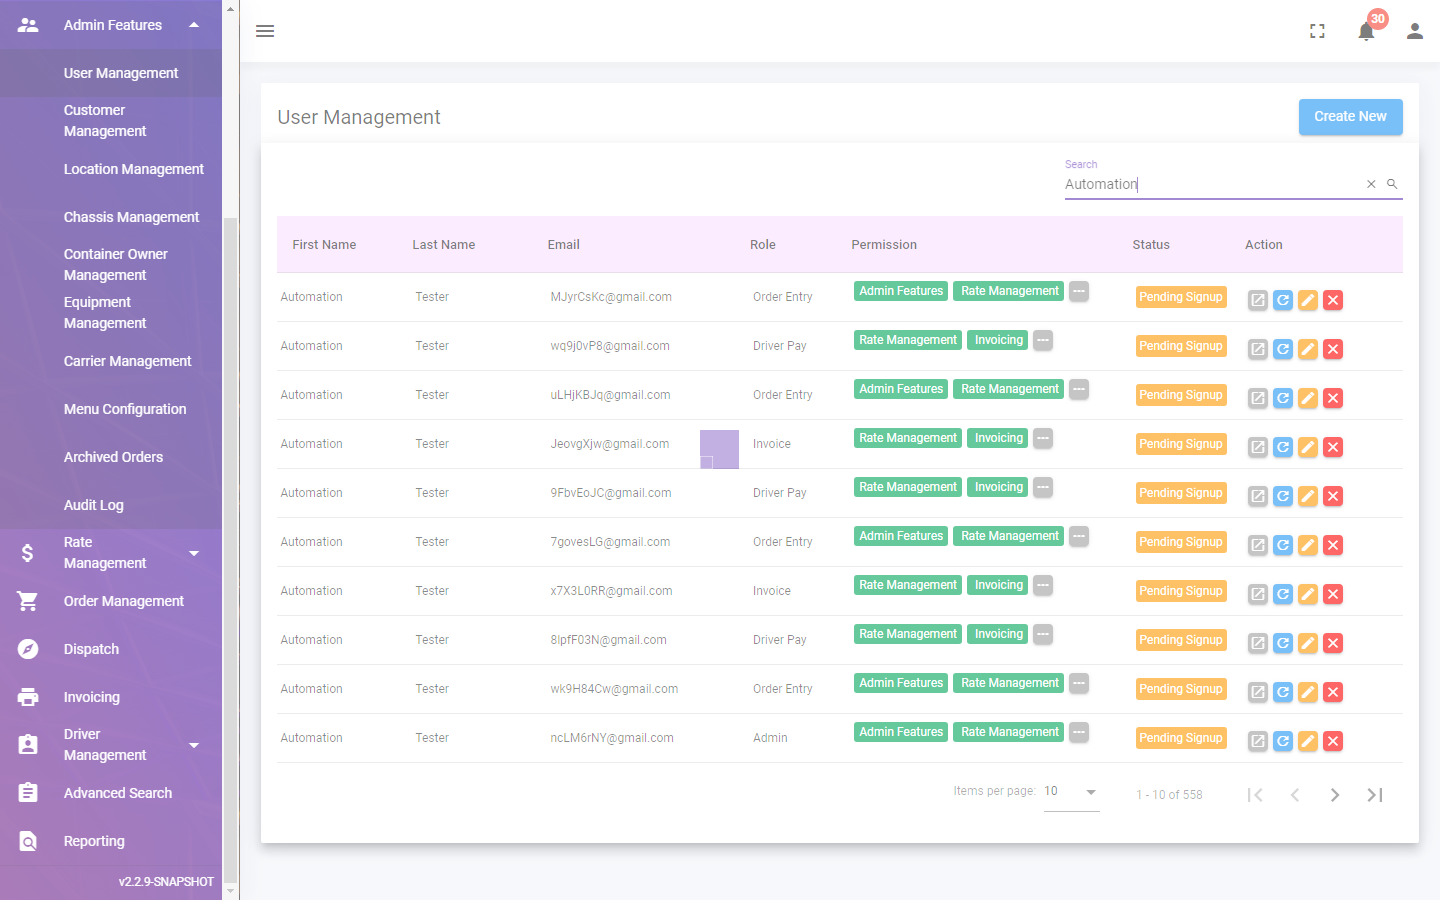 Admin Features
User Management
Customer
Management
Location Management
Chassis Management
Container Owner
Management
Equipment
Management
Carrier Management
Menu Configuration
Archived Orders
Audit Log
Rate
Management
Order Management
Dispatch
Invoicing
Driver
Management
Advanced Search
Reporting
v2.2.9-SNAPSHOT
30
User Management
Create New
Search
Automation
First Name Last Name Email Role Permission Status Action
Automation Tester MJyrCsKc@gmail.com Order Entry Admin Features Rate Management --- Pending Signup
Automation Tester wq9j0vP8@gmail.com Driver Pay Rate Management Invoicing --- Pending Signup
Automation Tester uLHjKBJq@gmail.com Order Entry Admin Features Rate Management --- Pending Signup
Automation Tester JeovgXjw@gmail.com Invoice Rate Management Invoicing --- Pending Signup
Automation Tester 9FbvEoJC@gmail.com Driver Pay Rate Management Invoicing --- Pending Signup
Automation Tester 7govesLG@gmail.com Order Entry Admin Features Rate Management --- Pending Signup
Automation Tester x7X3L0RR@gmail.com Invoice Rate Management Invoicing --- Pending Signup
Automation Tester Driver Pay Rate Management Invoicing --- Pending Signup
Automation Tester wk9H84Cw@gmail.com Order Entry Admin Features Rate Management --- Pending Signup
Automation Tester ncLM6rNY@gmail.com Admin Admin Features Rate Management --- Pending Signup
Items per page: 10 1 - 10 of 558